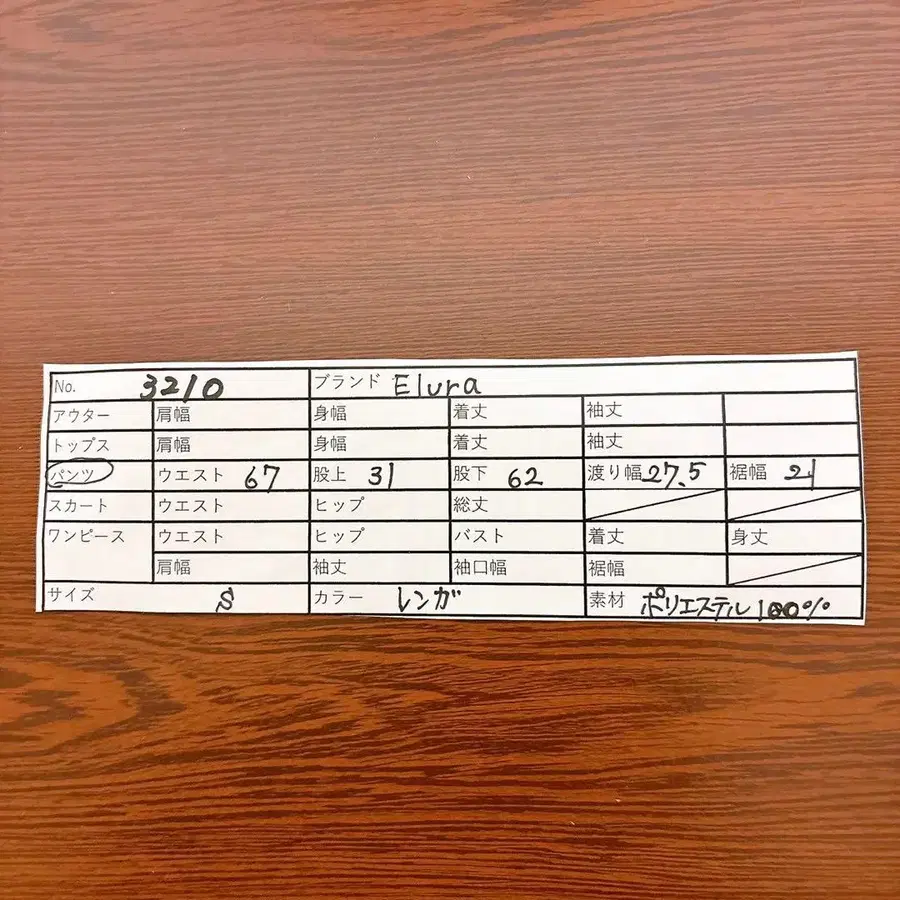 No. 3210 ブランド Elura
アウター 肩幅 身幅 着丈 袖丈
トップス 肩幅 身幅 着丈 袖丈
パンツ ウエスト 67 股上 31 股下 62 渡り幅 27.5 裾幅 21
スカート ウエスト ヒップ 総丈
ワンピース ウエスト ヒップ バスト 着丈 身丈
肩幅 袖丈 袖口幅 裾幅
サイズ S カラー レンガ 素材 ポリエステル100%